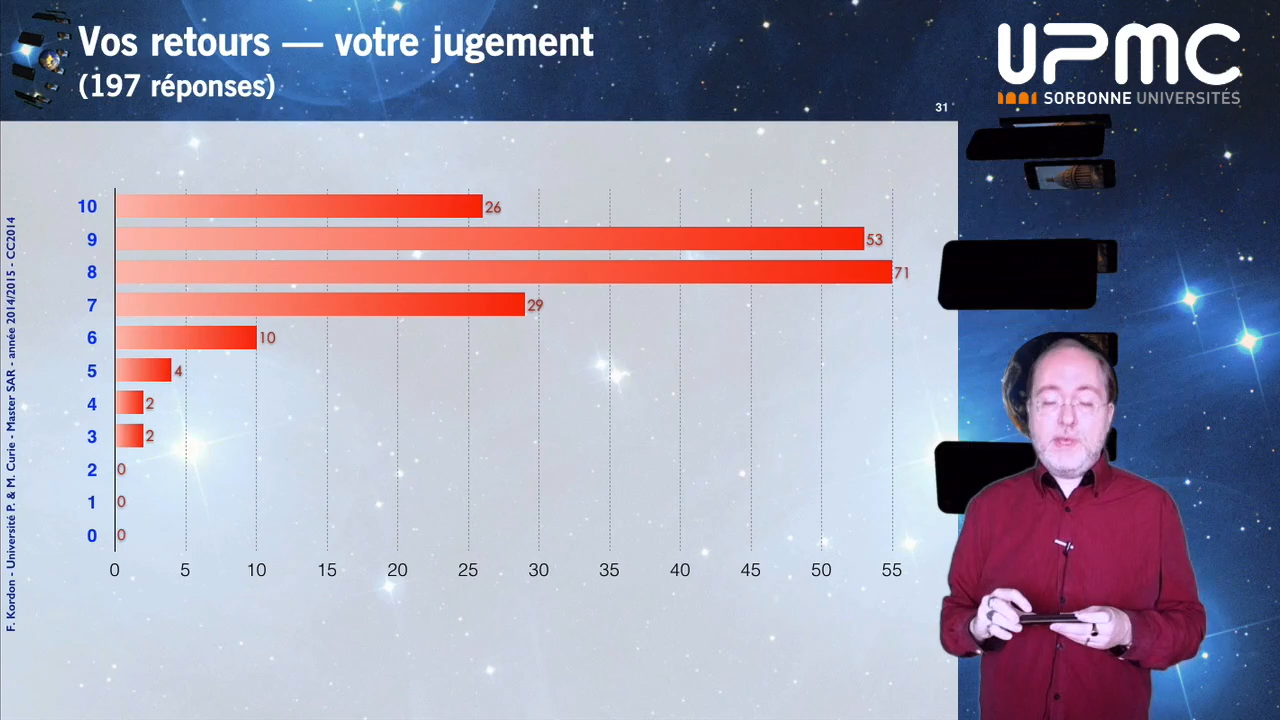 Vos retours — votre jugement
(197 réponses)
UPMC
SORBONNE UNIVERSITÉS
31
F. Kordon - Université P. & M. Curie - Master SAR - année 2014/2015 - CC2014
10 26
9 53
8 71
7 29
6 10
5 4
4 2
3 2
2 0
1 0
0 0
0 5 10 15 20 25 30 35 40 45 50 55